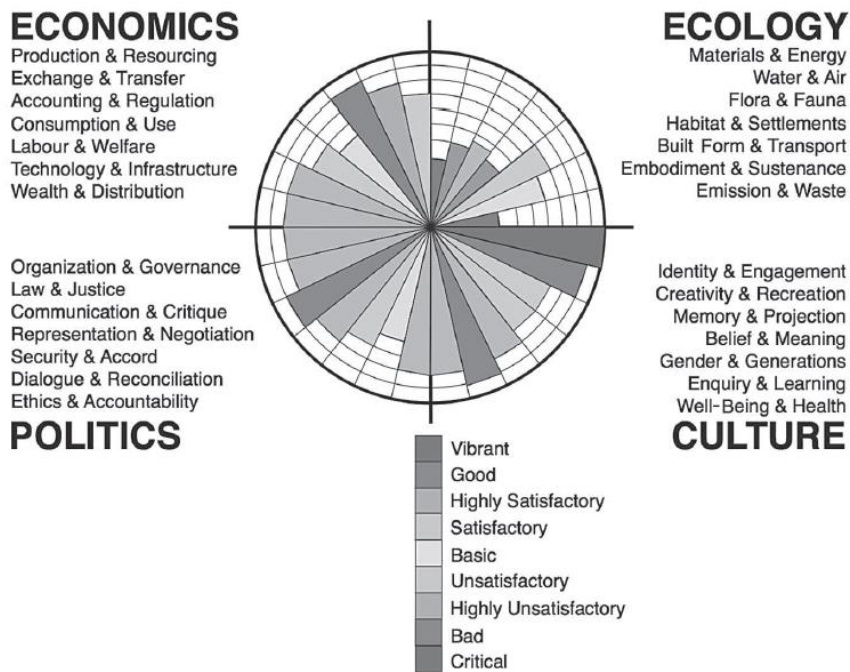 ECONOMICS
Production & Resourcing
Exchange & Transfer
Accounting & Regulation
Consumption & Use
Labour & Welfare
Technology & Infrastructure
Wealth & Distribution
ECOLOGY
Materials & Energy
Water & Air
Flora & Fauna
Habitat & Settlements
Built Form & Transport
Embodiment & Sustenance
Emission & Waste
Organization & Governance
Law & Justice
Communication & Critique
Representation & Negotiation
Security & Accord
Dialogue & Reconciliation
Ethics & Accountability
POLITICS
Identity & Engagement
Creativity & Recreation
Memory & Projection
Belief & Meaning
Gender & Generations
Enquiry & Learning
Well-Being & Health
CULTURE
Vibrant
Good
Highly Satisfactory
Satisfactory
Basic
Unsatisfactory
Highly Unsatisfactory
Bad
Critical